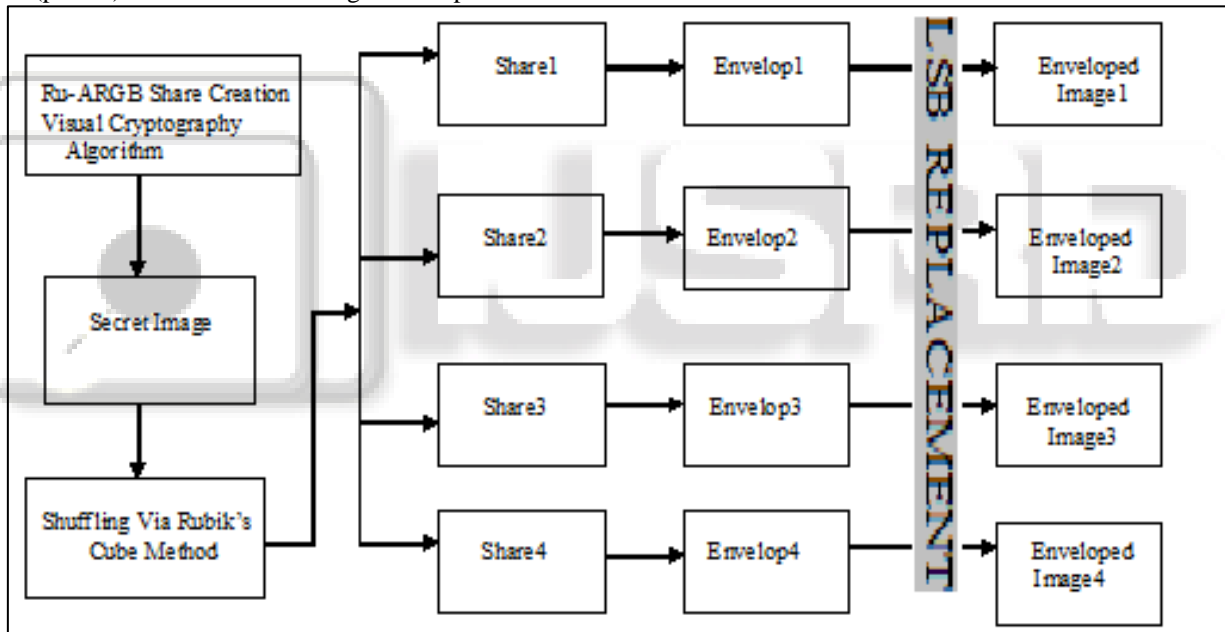 Ru-ARGB Share Creation
Visual Cryptography
Algorithm
Secret Image
Shuffling Via Rubik's
Cube Method
Share1
Envelop1
Share2
Envelop2
Share3
Envelop3
Share4
Envelop4
LSB REPLACEMENT
Enveloped
Image1
Enveloped
Image2
Enveloped
Image3
Enveloped
Image4